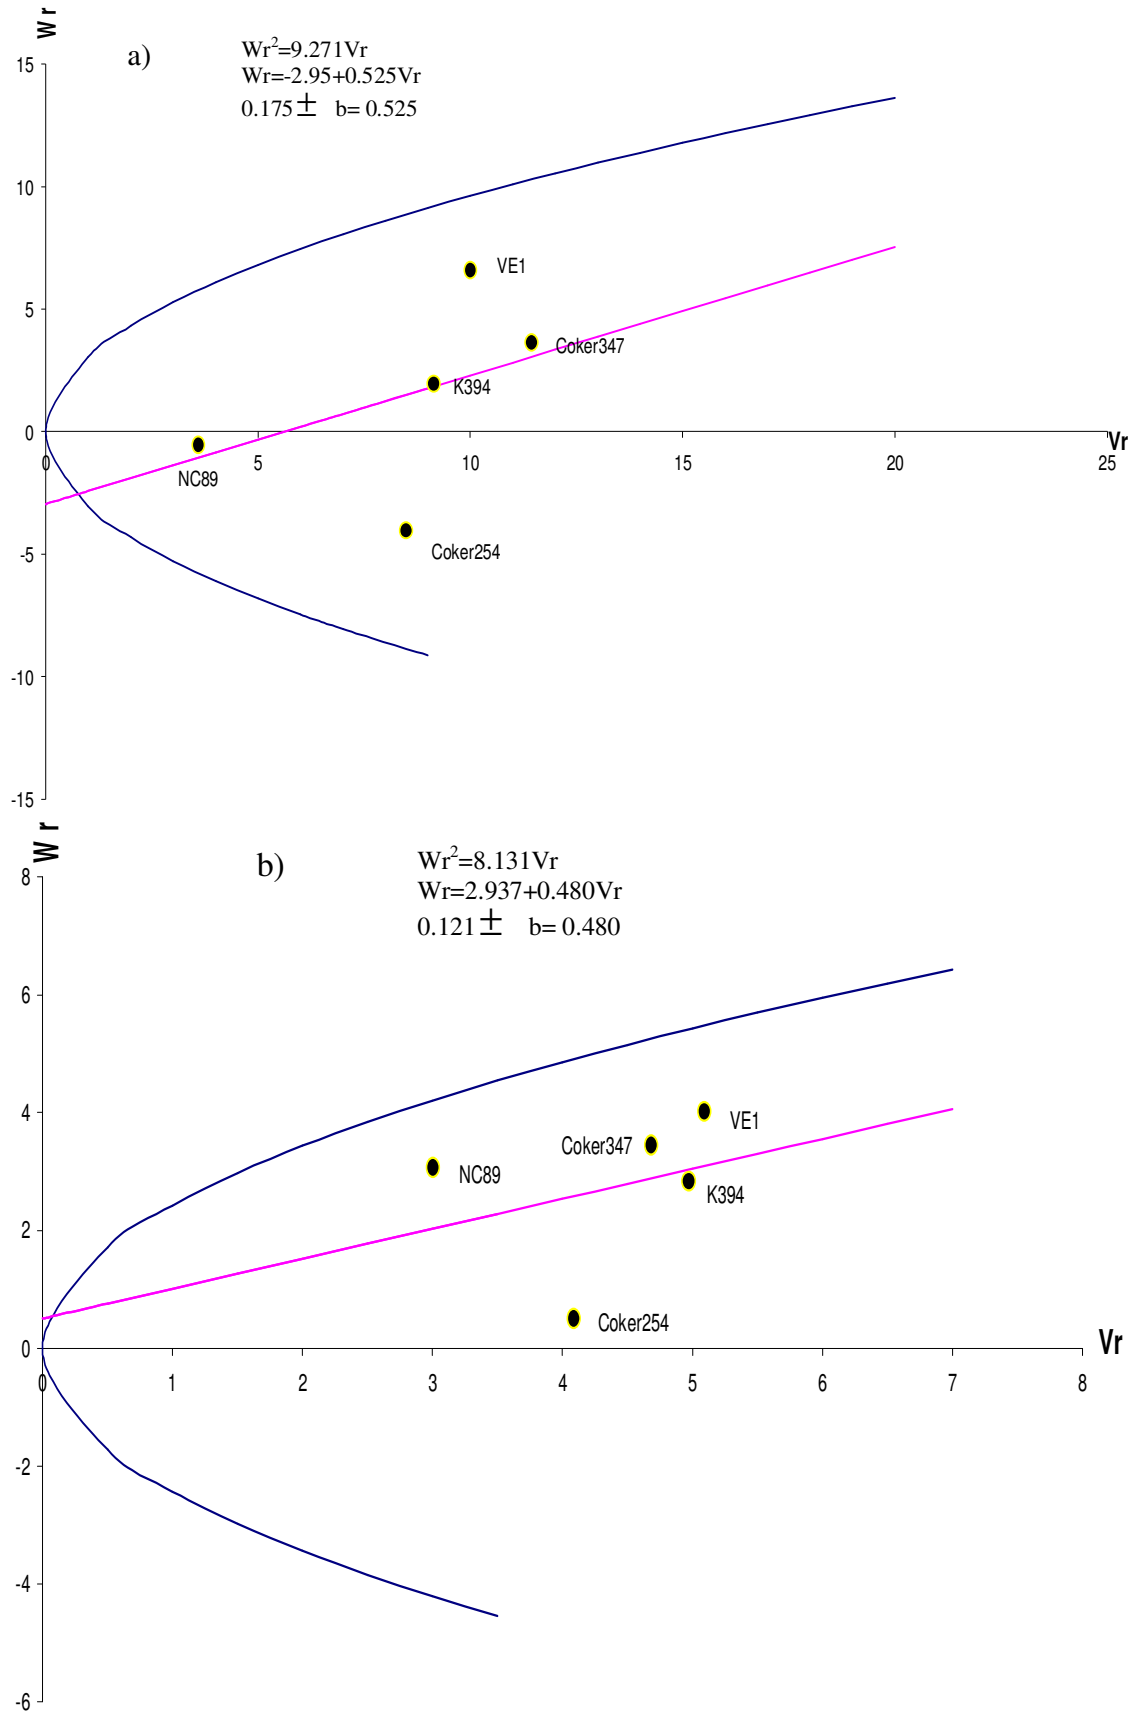 Wr
a)
Wr²=9.271Vr
Wr=-2.95+0.525Vr
0.175± b= 0.525
15
10
5
0
-5
-10
-15
0 5 10 15 20 25
Vr
VE1
Coker347
K394
NC89
Coker254
Wr
b)
Wr²=8.131Vr
Wr=2.937+0.480Vr
0.121± b= 0.480
8
6
4
2
0
-2
-4
-6
0 1 2 3 4 5 6 7 8
Vr
VE1
Coker347
NC89
K394
Coker254